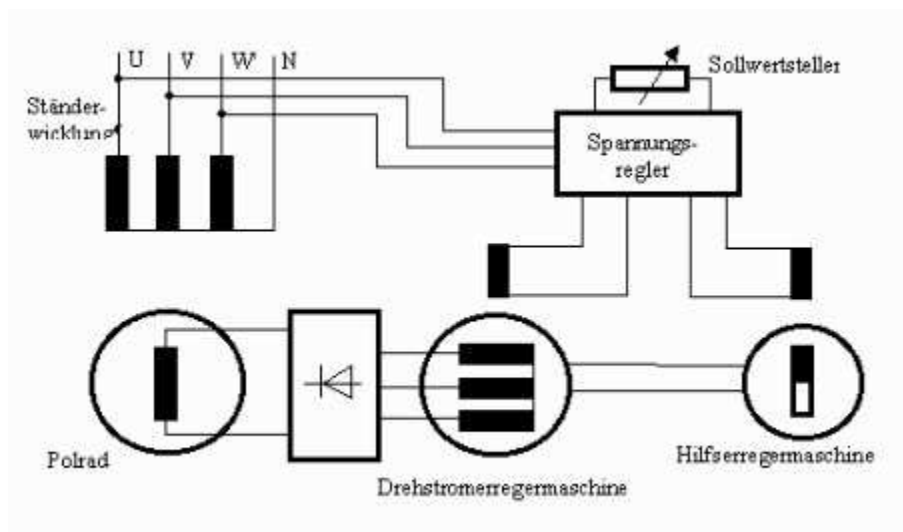 U V W N
Sollwertsteller
Ständer-
wicklung
Spannungs-
regler
Polrad
Drehstromerregermaschine
Hilfserregermaschine